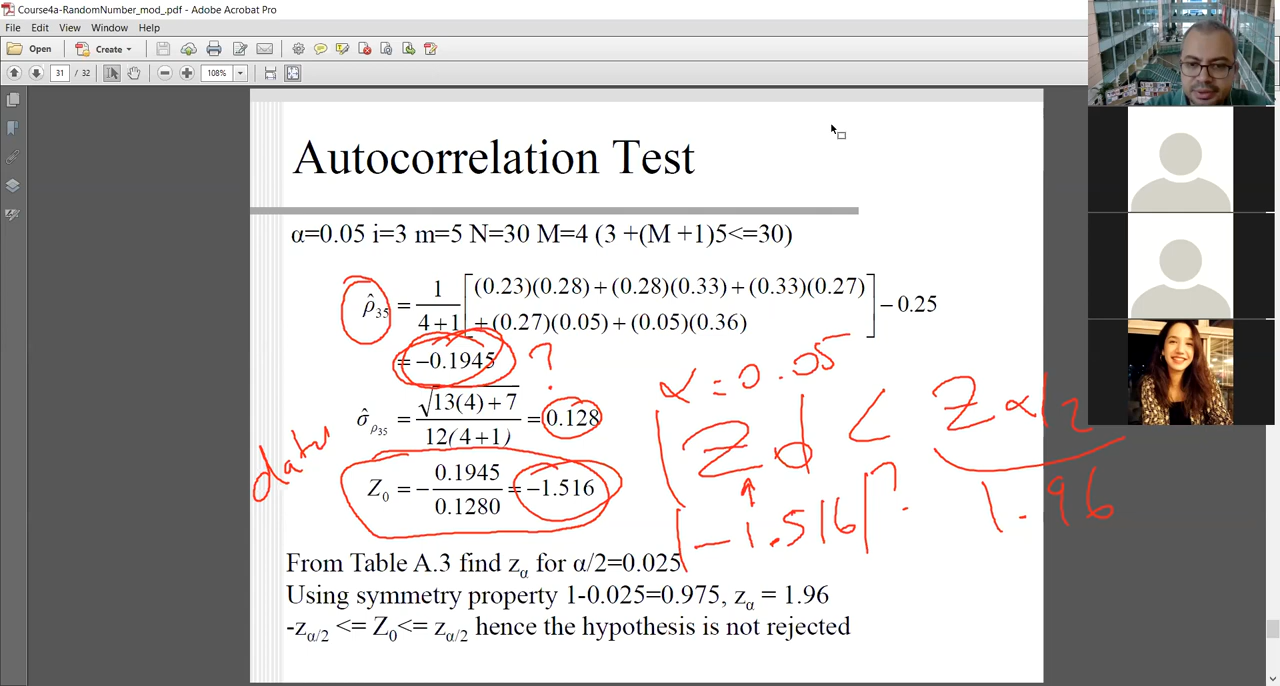 Course4a-RandomNumber_mod_.pdf - Adobe Acrobat Pro
File Edit View Window Help
Open Create
31 / 32 108%
Autocorrelation Test
α=0.05 i=3 m=5 N=30 M=4 (3 +(M +1)5<=30)
ρ̂₃₅ = 1/(4+1) [(0.23)(0.28)+(0.28)(0.33)+(0.33)(0.27)
+(0.27)(0.05)+(0.05)(0.36)] − 0.25
= −0.1945 ?
α = 0.05
σ̂ρ₃₅ = √(13(4)+7) / 12(4+1) = 0.128
|Zd < Zα/2
1.96
Z₀ = − 0.1945 / 0.1280 = −1.516
|−1.516| ?
From Table A.3 find zα for α/2=0.025
Using symmetry property 1-0.025=0.975, zα = 1.96
-zα/2 <= Z₀<= zα/2 hence the hypothesis is not rejected